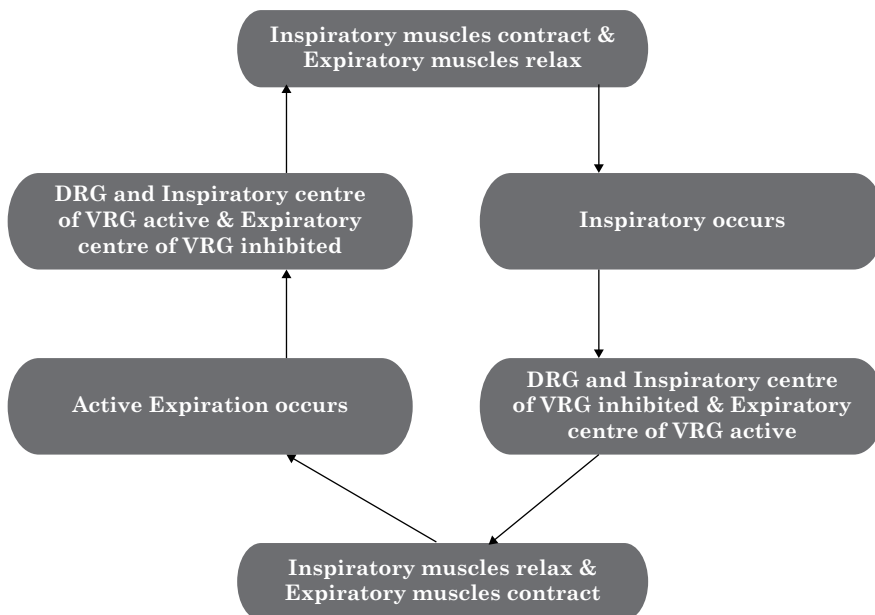 Inspiratory muscles contract &
Expiratory muscles relax
DRG and Inspiratory centre
of VRG active & Expiratory
centre of VRG inhibited
Inspiratory occurs
Active Expiration occurs
DRG and Inspiratory centre
of VRG inhibited & Expiratory
centre of VRG active
Inspiratory muscles relax &
Expiratory muscles contract